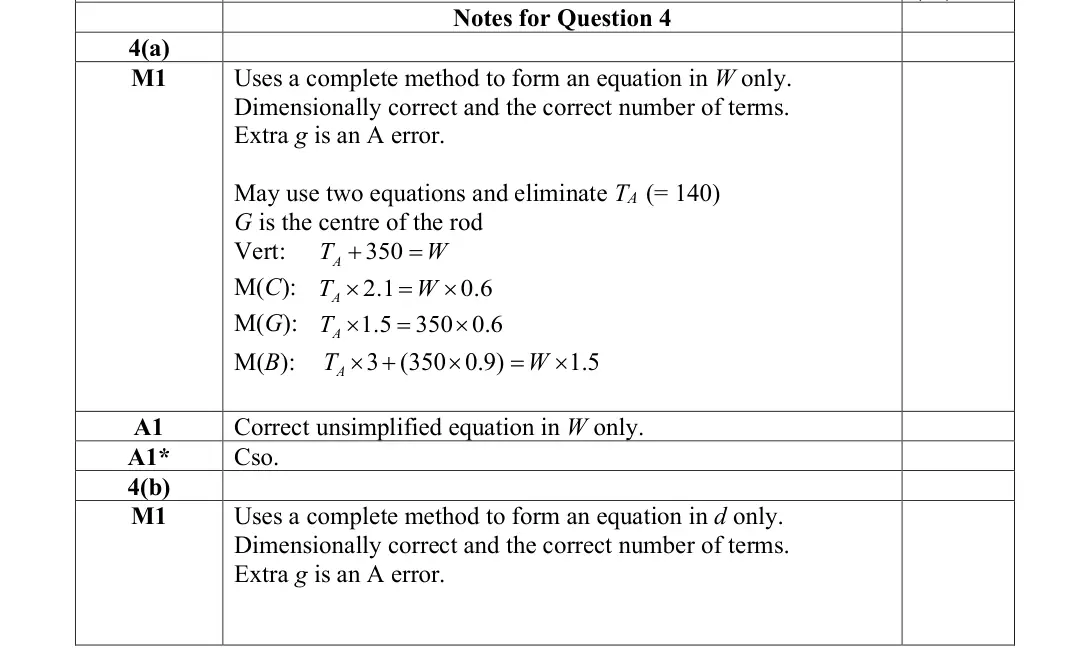 Notes for Question 4
4(a)
M1 Uses a complete method to form an equation in W only.
Dimensionally correct and the correct number of terms.
Extra g is an A error.
May use two equations and eliminate T_A (= 140)
G is the centre of the rod
Vert: T_A + 350 = W
M(C): T_A × 2.1 = W × 0.6
M(G): T_A × 1.5 = 350 × 0.6
M(B): T_A × 3 + (350 × 0.9) = W × 1.5
A1 Correct unsimplified equation in W only.
A1* Cso.
4(b)
M1 Uses a complete method to form an equation in d only.
Dimensionally correct and the correct number of terms.
Extra g is an A error.